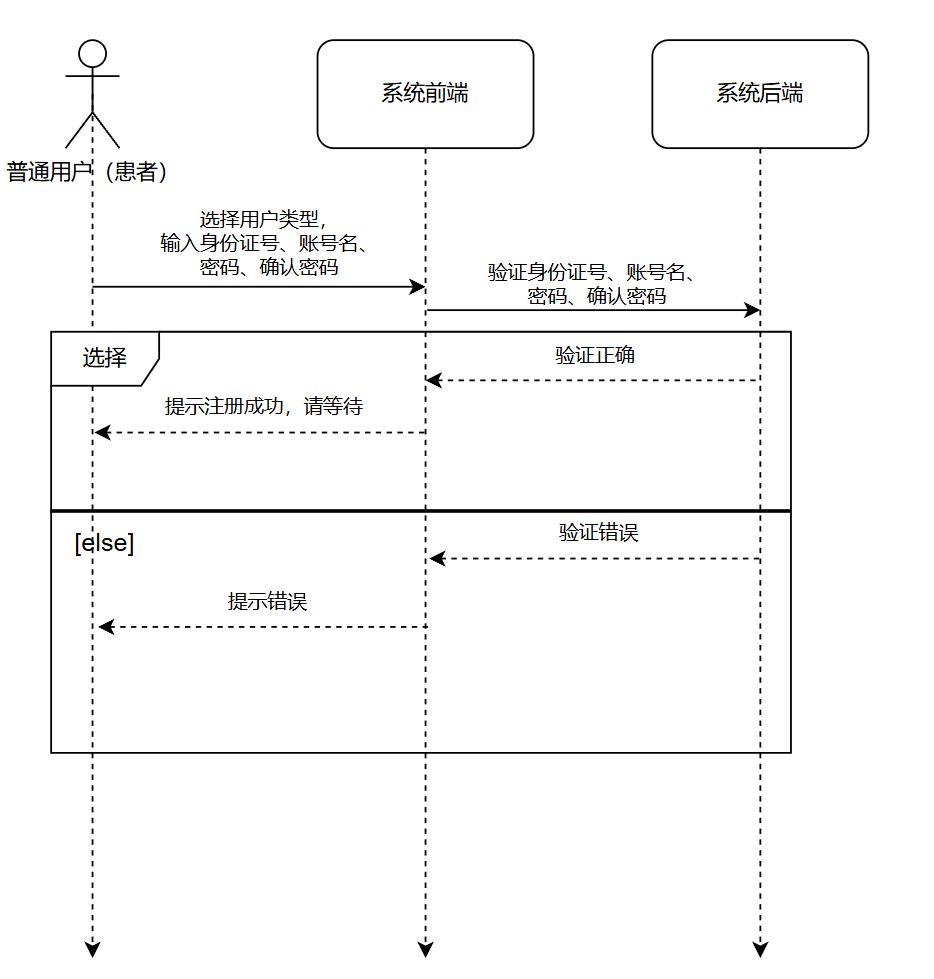 系统前端
系统后端
普通用户（患者）
选择用户类型，
输入身份证号、账号名、
密码、确认密码
验证身份证号、账号名、
密码、确认密码
选择
验证正确
提示注册成功，请等待
[else]
验证错误
提示错误